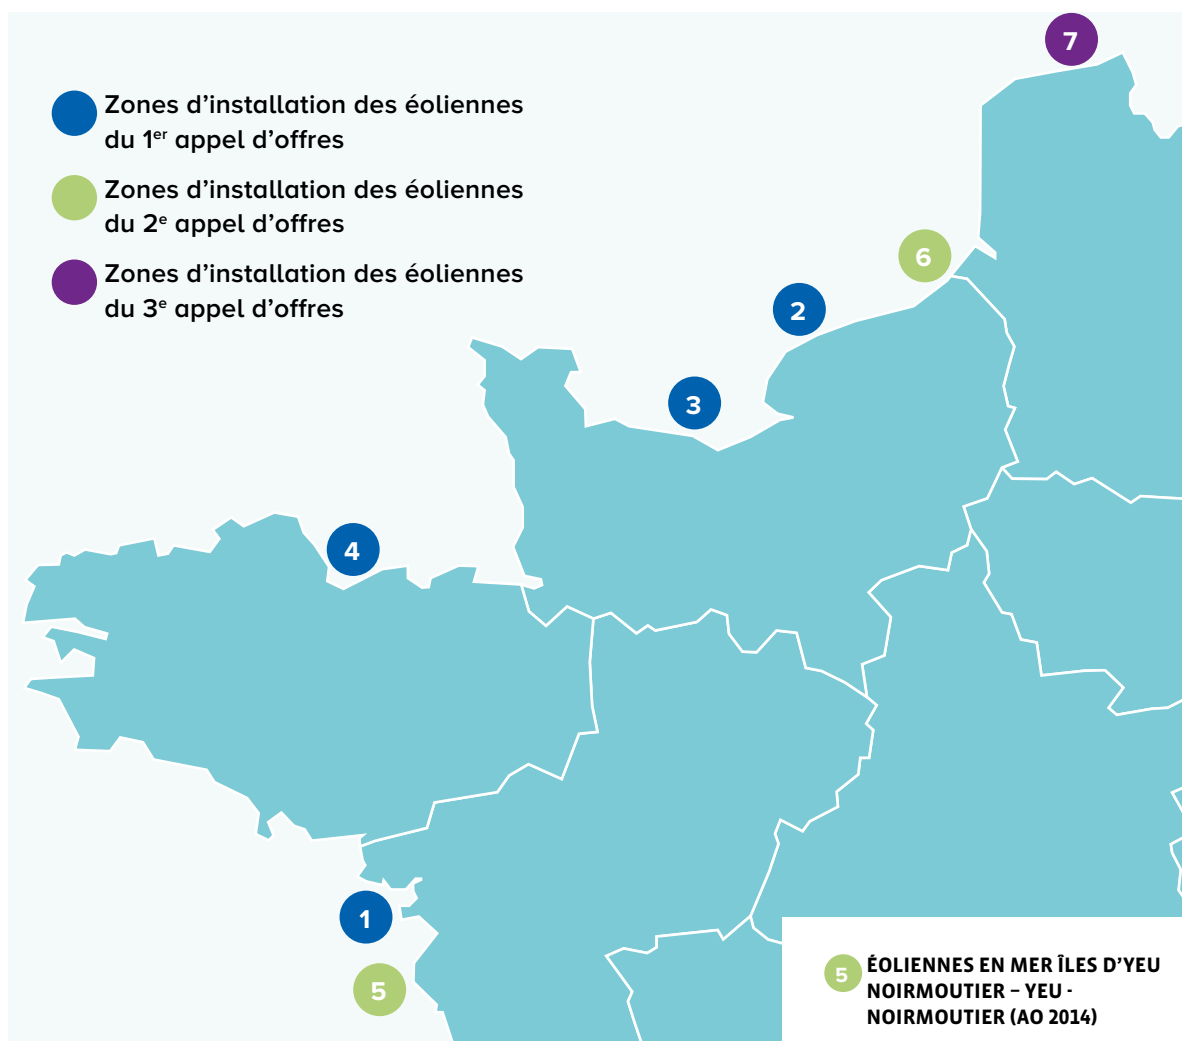 Zones d’installation des éoliennes
du 1er appel d’offres
Zones d’installation des éoliennes
du 2e appel d’offres
Zones d’installation des éoliennes
du 3e appel d’offres
7
6
2
3
4
1
5
5 ÉOLIENNES EN MER ÎLES D’YEU
NOIRMOUTIER – YEU -
NOIRMOUTIER (AO 2014)